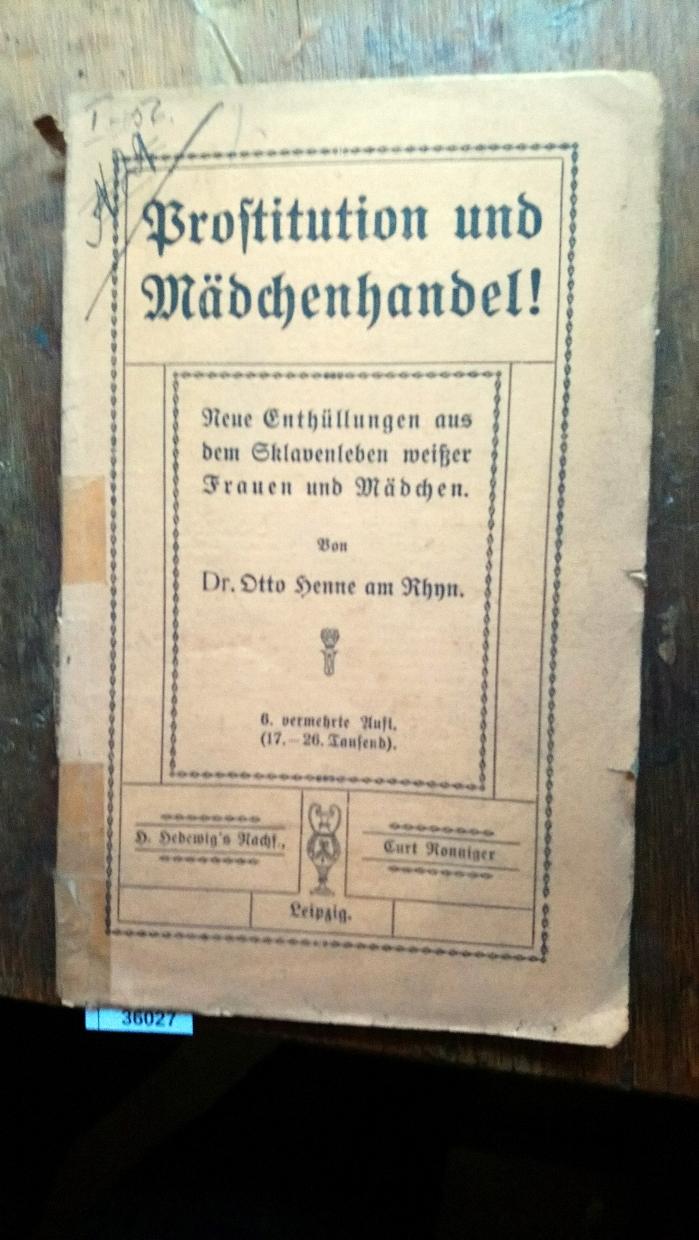 Prostitution und
Mädchenhandel!
Neue Enthüllungen aus
dem Sklavenleben weißer
Frauen und Mädchen.
Von
Dr. Otto Henne am Rhyn.
6. vermehrte Aufl.
(17.–26. Tausend).
H. Hedewig's Nachf.,
Curt Ronniger
Leipzig.
36027